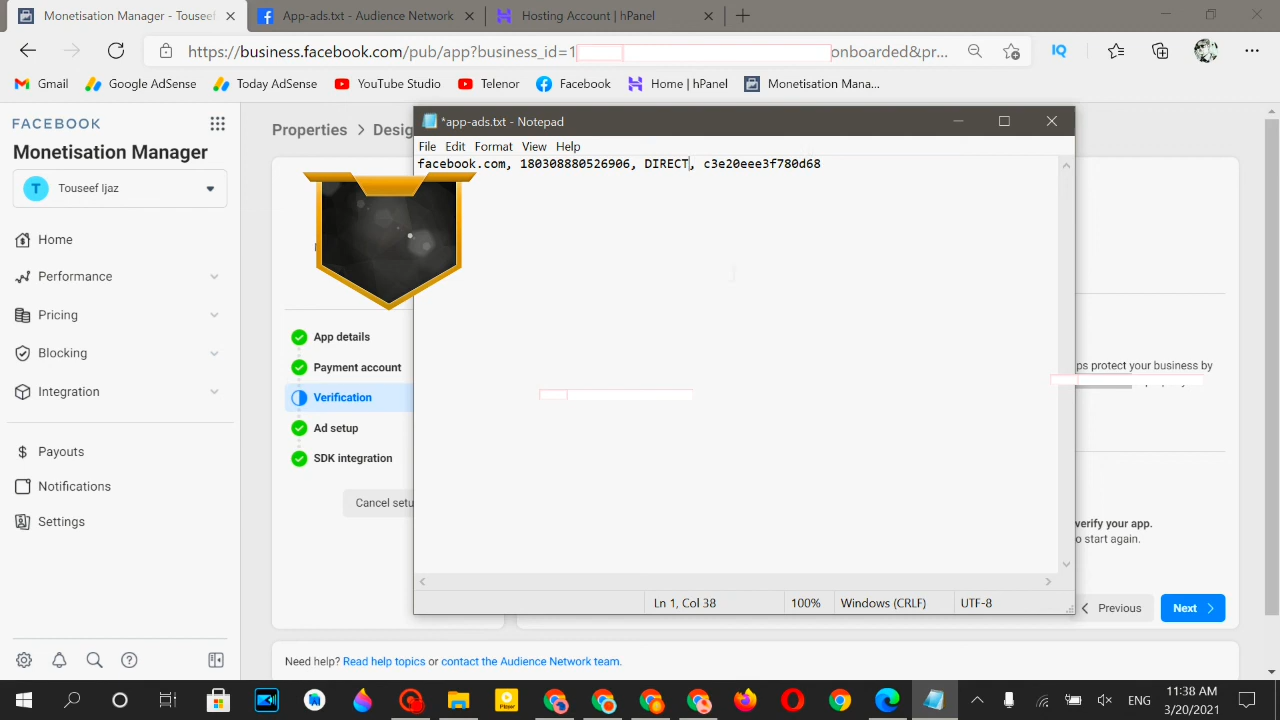 Monetisation Manager - Touseef
App-ads.txt - Audience Network
Hosting Account | hPanel
https://business.facebook.com/pub/app?business_id=1
onboarded&pr...
IQ
Gmail
Google AdSense
Today AdSens
YouTube Studio
Telenor
Facebook
Home | hPanel
Monetisation Mana...
FACEBOOK
Monetisation Manager
T
Touseef Ijaz
Home
Performance
Pricing
Blocking
Integration
Payouts
Notifications
Settings
Properties > Desig
*app-ads.txt - Notepad
File Edit Format View Help
facebook.com, 180308880526906, DIRECT, c3e20eee3f780d68
App details
Payment account
Verification
Ad setup
SDK integration
Cancel setu
ps protect your business by
verify your app.
o start again.
Previous
Next
Ln 1, Col 38
100%
Windows (CRLF)
UTF-8
Need help? Read help topics or contact the Audience Network team.
ENG
11:38 AM
3/20/2021